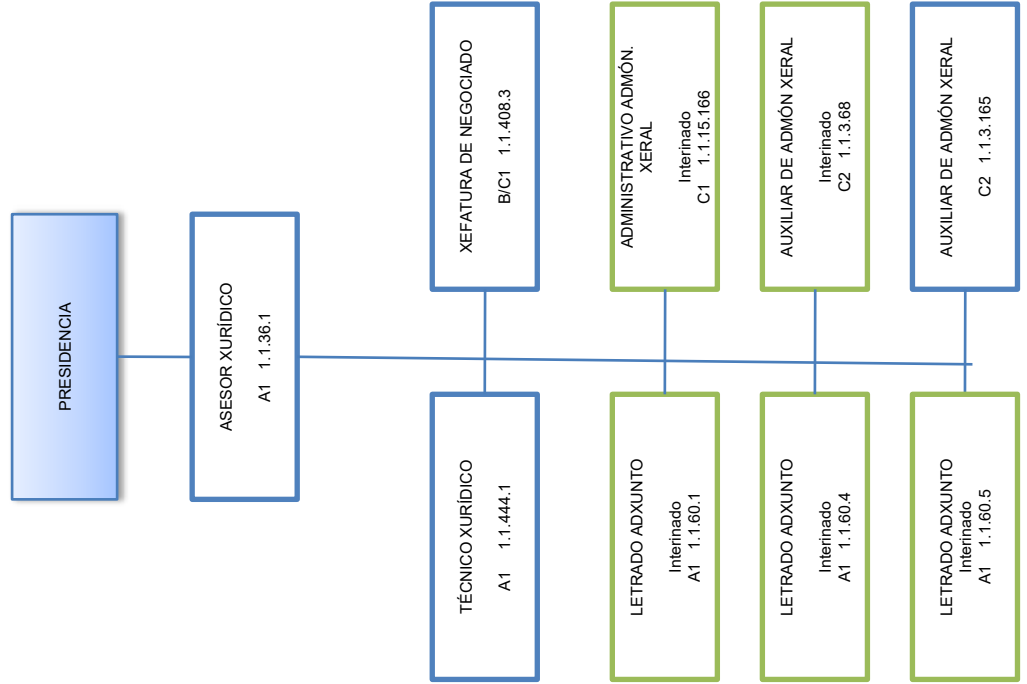 PRESIDENCIA
ASESOR XURÍDICO
A1 1.1.36.1
TÉCNICO XURÍDICO
A1 1.1.444.1
XEFATURA DE NEGOCIADO
B/C1 1.1.408.3
LETRADO ADXUNTO
Interinado
A1 1.1.60.1
ADMINISTRATIVO ADMÓN.
XERAL
Interinado
C1 1.1.15.166
LETRADO ADXUNTO
Interinado
A1 1.1.60.4
AUXILIAR DE ADMÓN XERAL
Interinado
C2 1.1.3.68
LETRADO ADXUNTO
Interinado
A1 1.1.60.5
AUXILIAR DE ADMÓN XERAL
C2 1.1.3.165